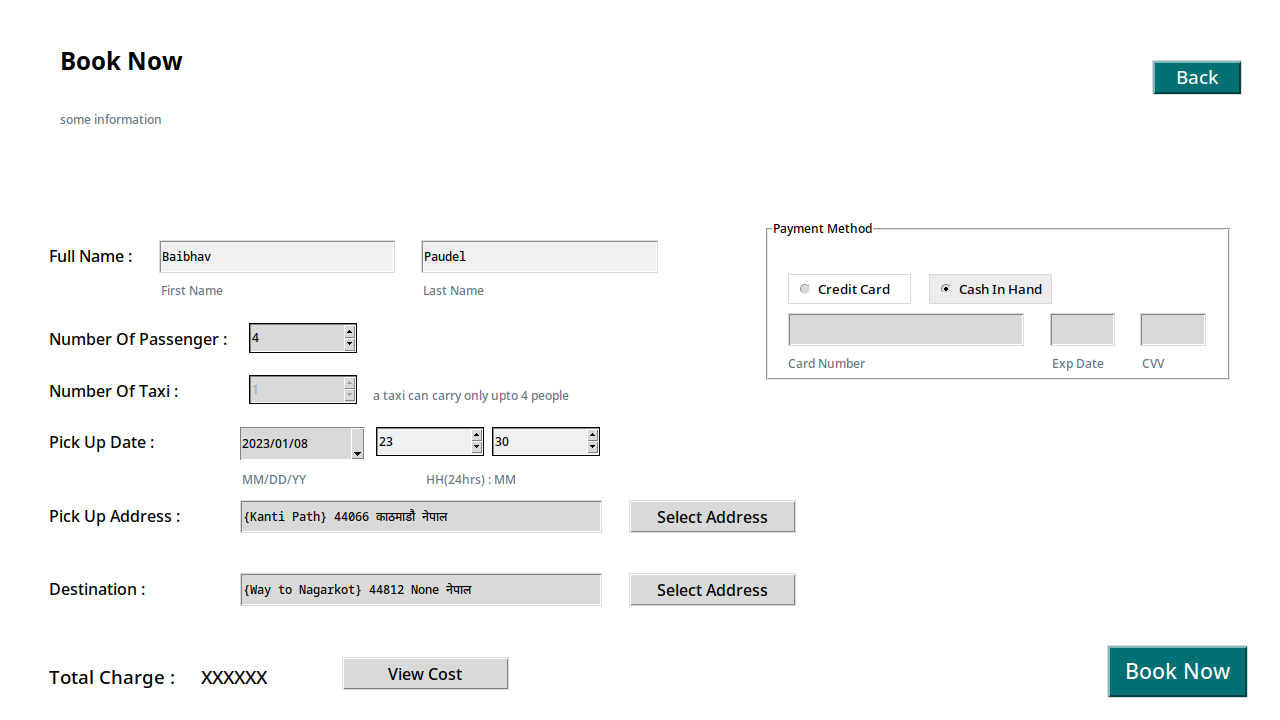 Book Now
Back
some information
Full Name :
Baibhav
Paudel
First Name
Last Name
Payment Method
Credit Card
Cash In Hand
Card Number
Exp Date
CVV
Number Of Passenger :
4
Number Of Taxi :
1
a taxi can carry only upto 4 people
Pick Up Date :
2023/01/08
23
30
MM/DD/YY
HH(24hrs) : MM
Pick Up Address :
{Kanti Path} 44066 काठमाडौ नेपाल
Select Address
Destination :
{Way to Nagarkot} 44812 None नेपाल
Select Address
Total Charge :
XXXXXX
View Cost
Book Now